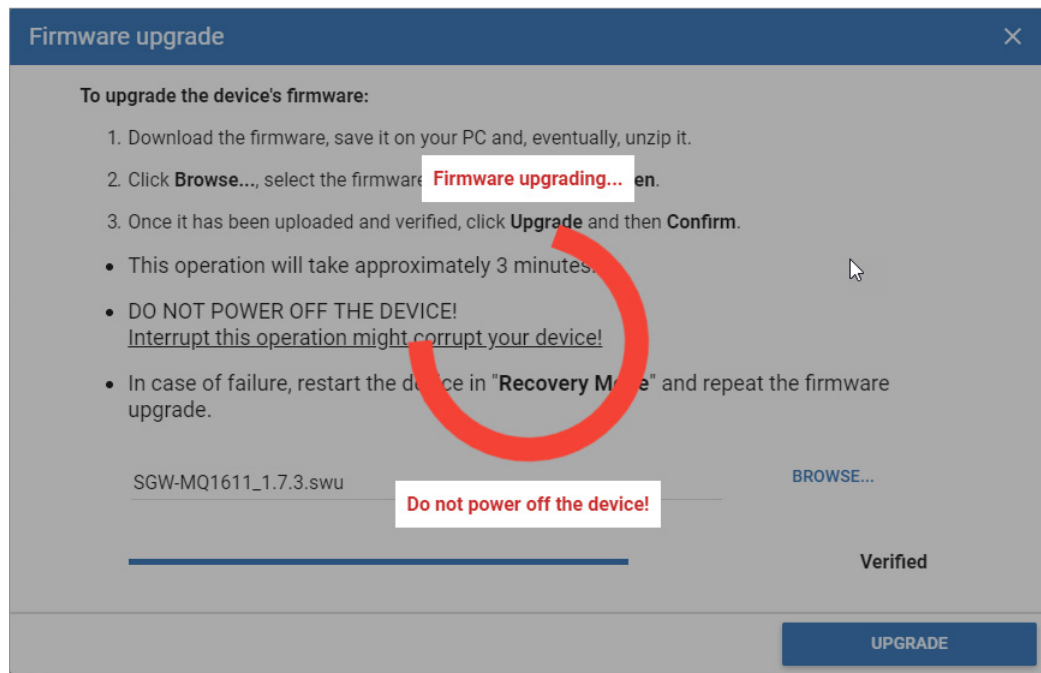 Firmware upgrade
To upgrade the device's firmware:
1. Download the firmware, save it on your PC and, eventually, unzip it.
2. Click Browse..., select the firmware en.
Firmware upgrading...
3. Once it has been uploaded and verified, click Upgrade and then Confirm.
• This operation will take approximately 3 minutes.
• DO NOT POWER OFF THE DEVICE!
Interrupt this operation might corrupt your device!
• In case of failure, restart the device in "Recovery Mode" and repeat the firmware
upgrade.
SGW-MQ1611_1.7.3.swu
BROWSE...
Do not power off the device!
Verified
UPGRADE